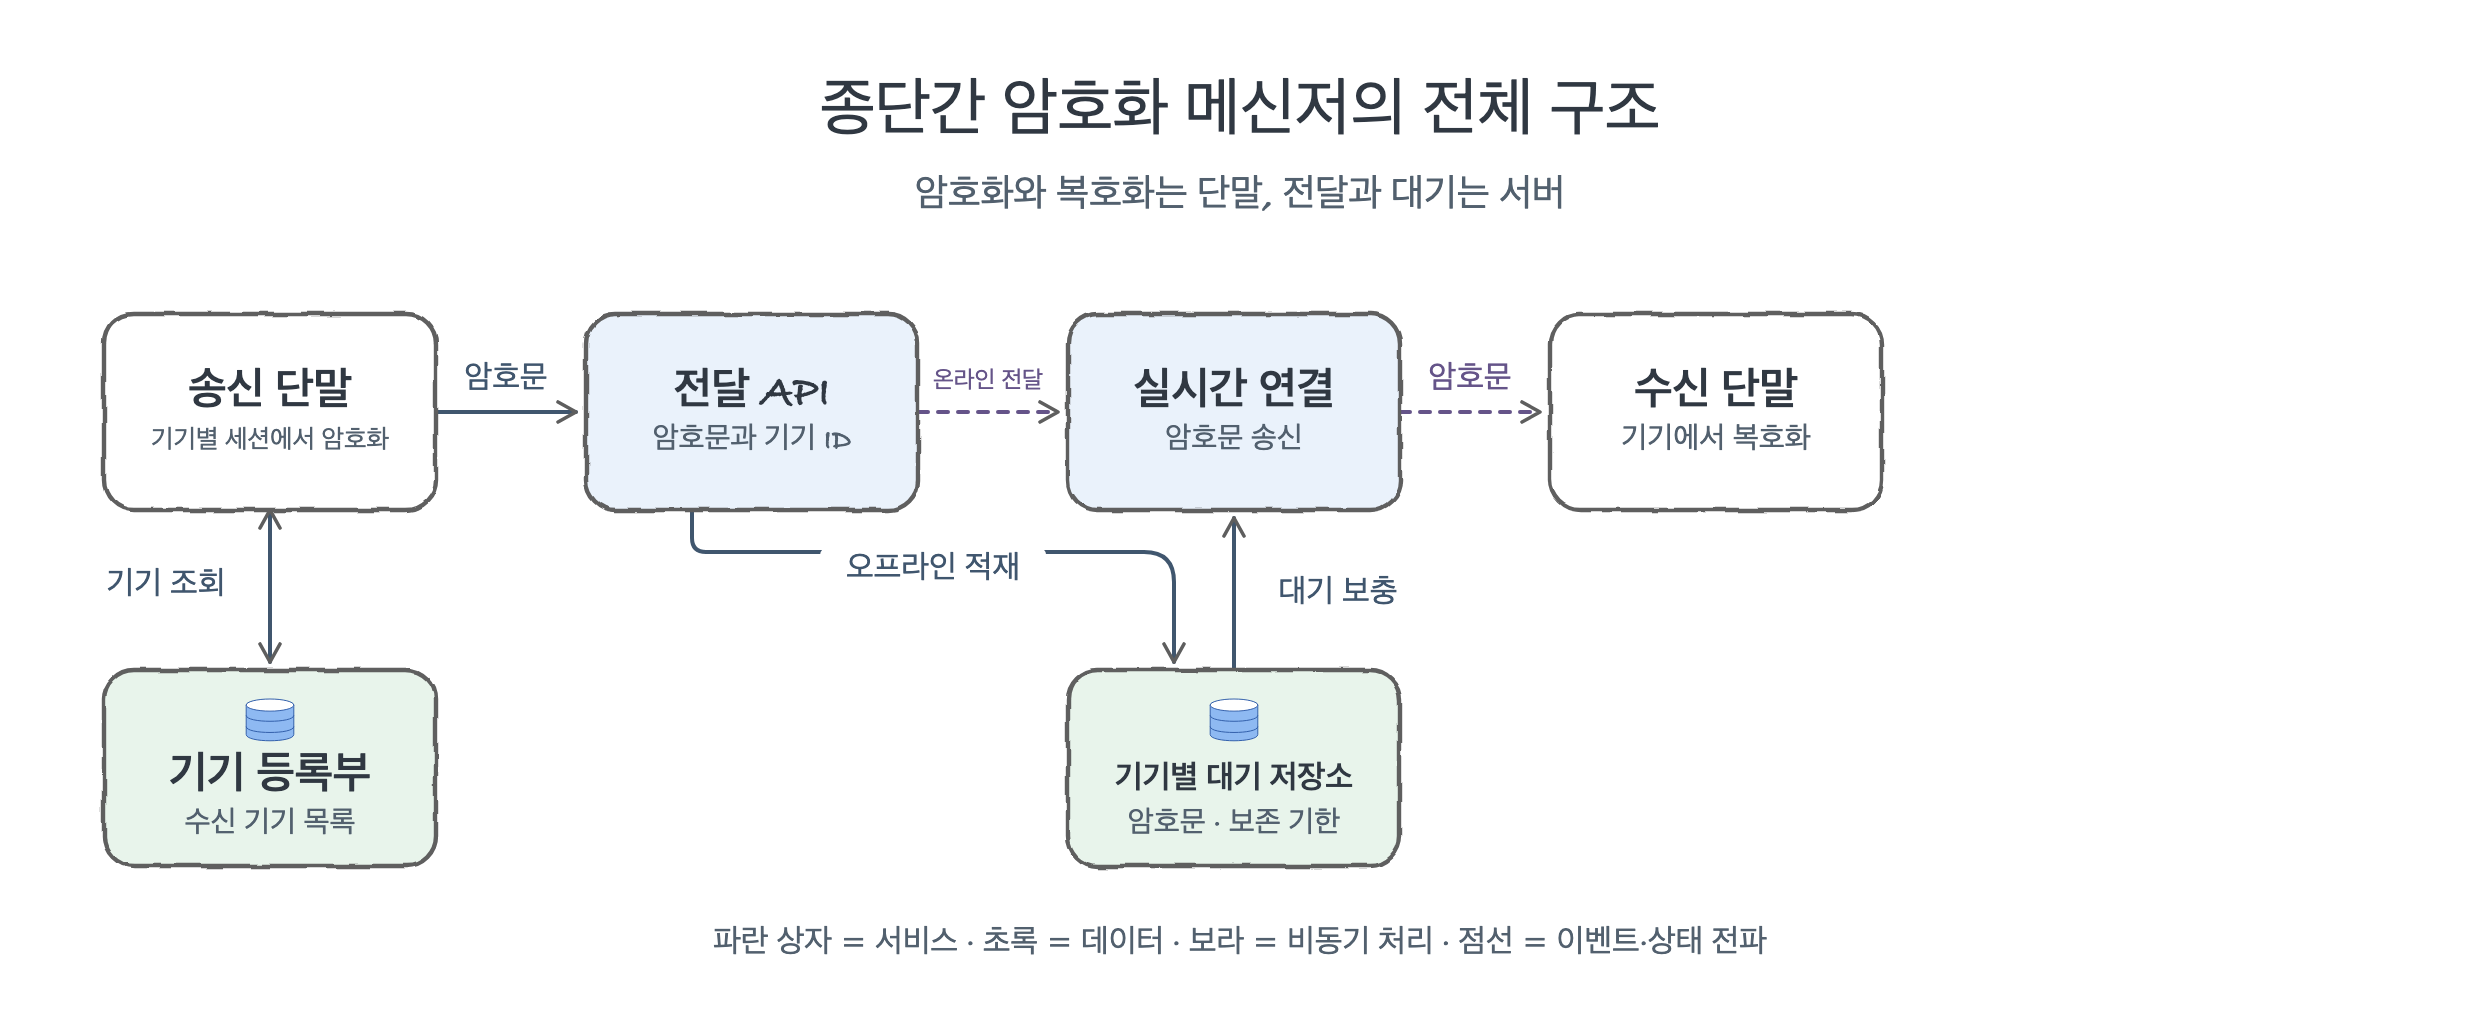 종단간 암호화 메신저의 전체 구조
암호화와 복호화는 단말, 전달과 대기는 서버
송신 단말
기기별 세션에서 암호화
암호문
전달 API
암호문과 기기 ID
온라인 전달
실시간 연결
암호문 송신
암호문
수신 단말
기기에서 복호화
기기 조회
오프라인 적재
대기 보충
기기 등록부
수신 기기 목록
기기별 대기 저장소
암호문 · 보존 기한
파란 상자 = 서비스 · 초록 = 데이터 · 보라 = 비동기 처리 · 점선 = 이벤트·상태 전파